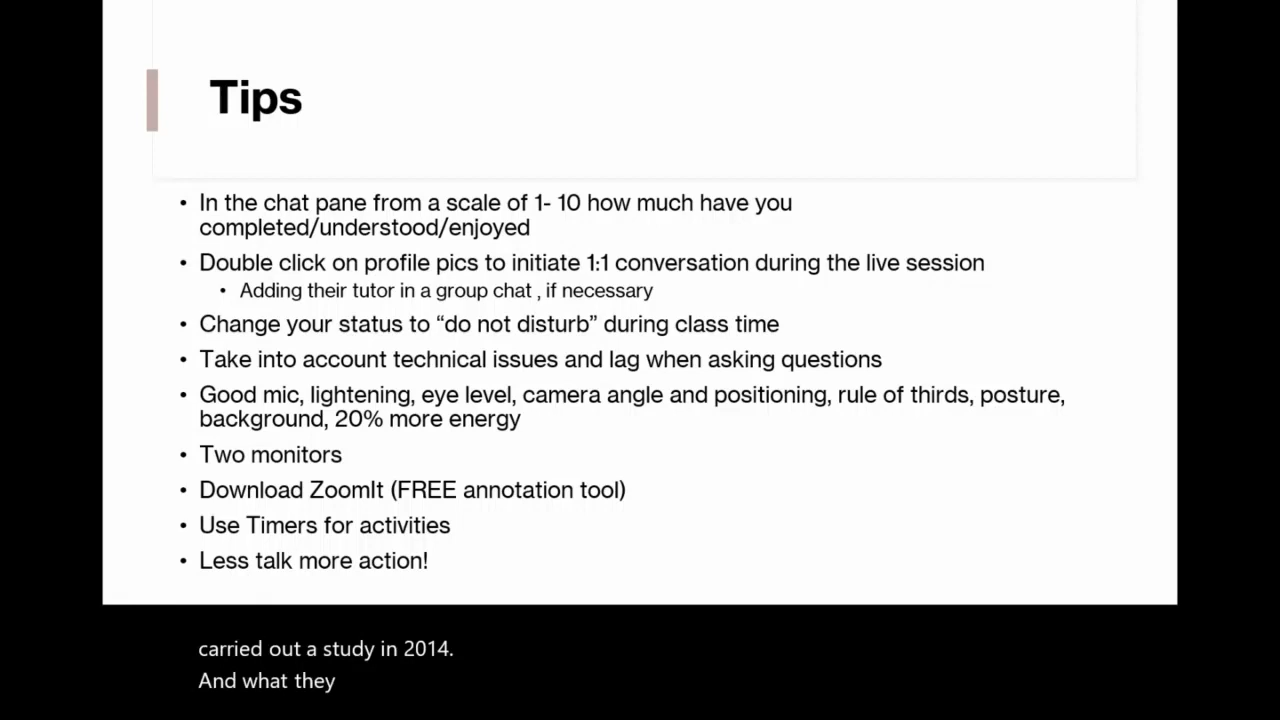 Tips
• In the chat pane from a scale of 1- 10 how much have you
completed/understood/enjoyed
• Double click on profile pics to initiate 1:1 conversation during the live session
• Adding their tutor in a group chat , if necessary
• Change your status to “do not disturb” during class time
• Take into account technical issues and lag when asking questions
• Good mic, lightening, eye level, camera angle and positioning, rule of thirds, posture,
background, 20% more energy
• Two monitors
• Download ZoomIt (FREE annotation tool)
• Use Timers for activities
• Less talk more action!
carried out a study in 2014.
And what they